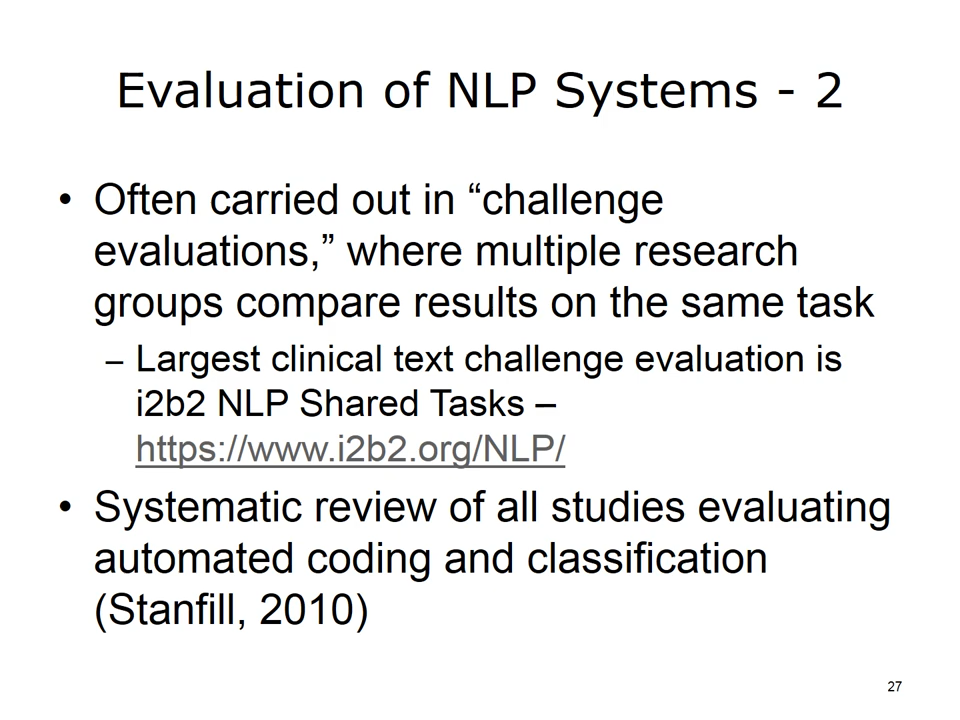 Evaluation of NLP Systems - 2
• Often carried out in “challenge
evaluations,” where multiple research
groups compare results on the same task
– Largest clinical text challenge evaluation is
i2b2 NLP Shared Tasks –
https://www.i2b2.org/NLP/
• Systematic review of all studies evaluating
automated coding and classification
(Stanfill, 2010)
27